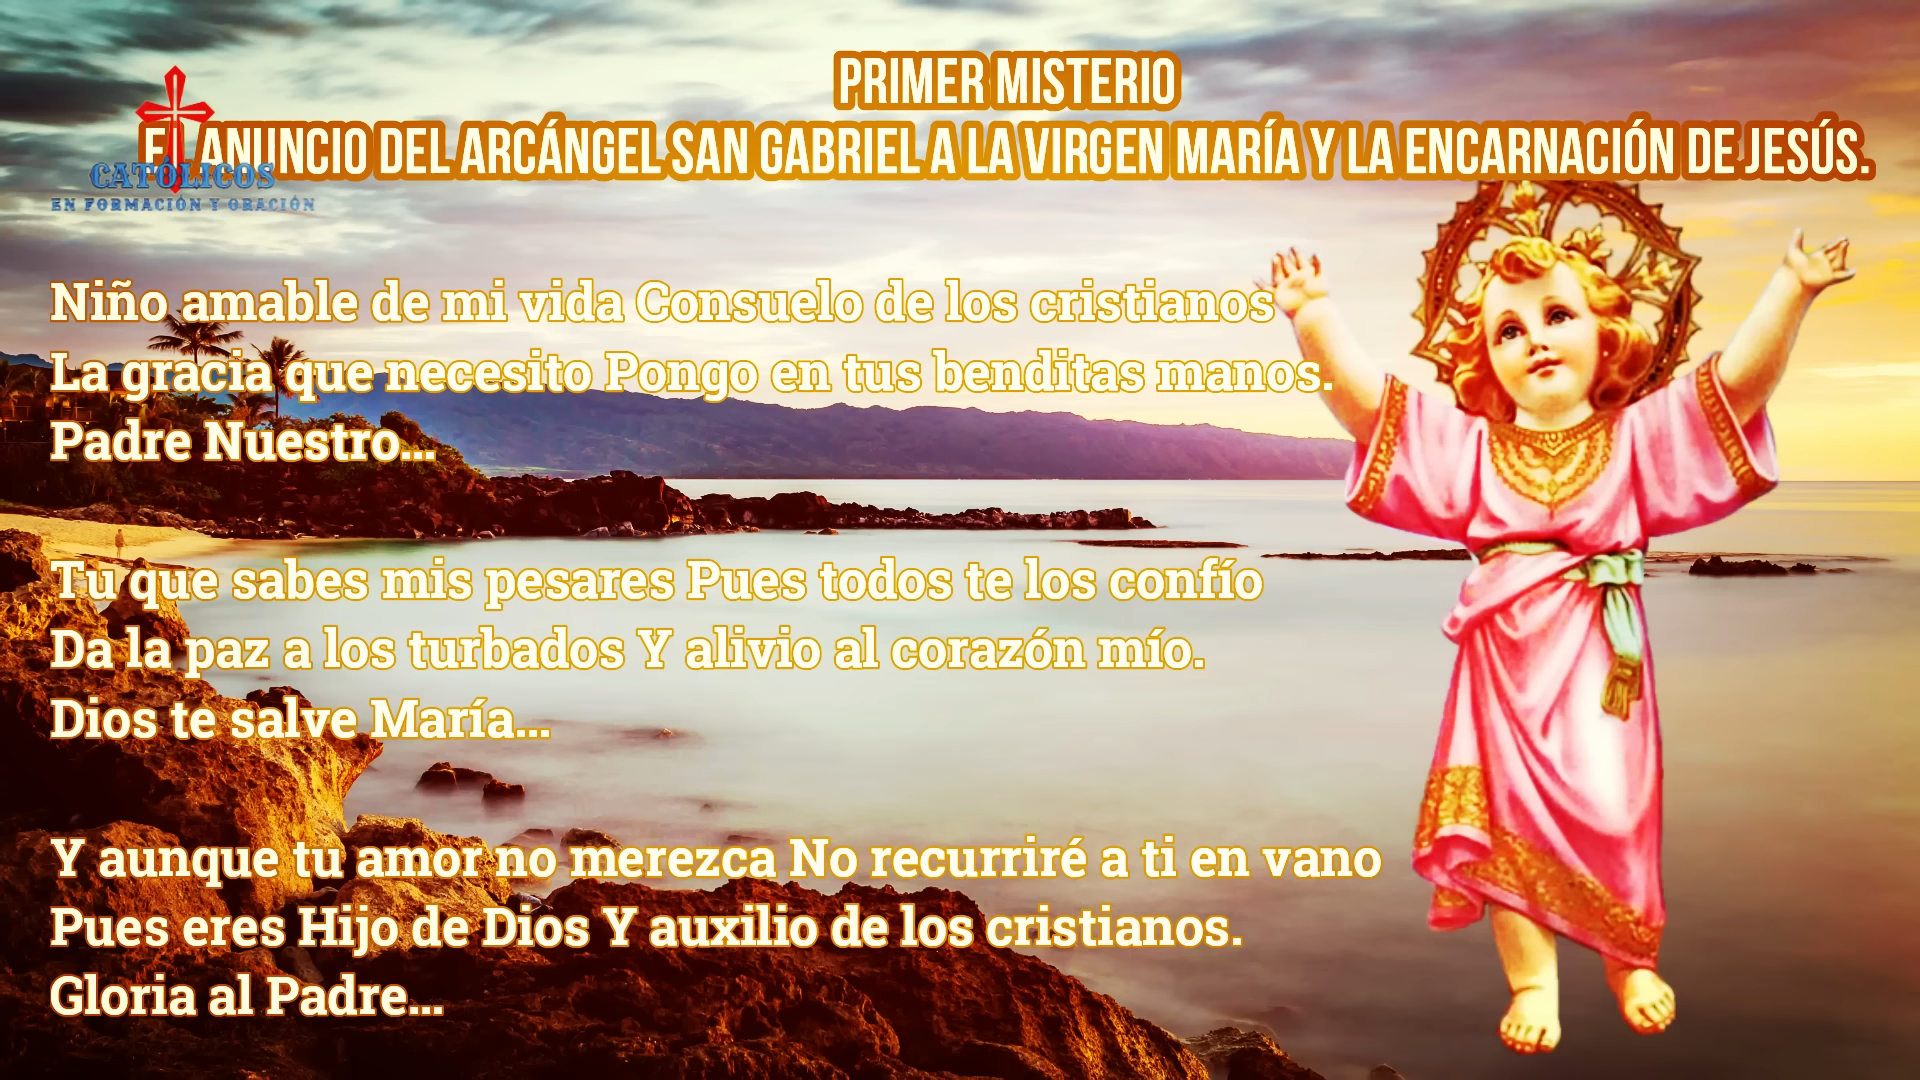 PRIMER MISTERIO
EL ANUNCIO DEL ARCÁNGEL SAN GABRIEL A LA VIRGEN MARÍA Y LA ENCARNACIÓN DE JESÚS.
CATÓLICOS
EN FORMACIÓN Y ORACIÓN
Niño amable de mi vida Consuelo de los cristianos
La gracia que necesito Pongo en tus benditas manos.
Padre Nuestro...
Tu que sabes mis pesares Pues todos te los confío
Da la paz a los turbados Y alivio al corazón mío.
Dios te salve María...
Y aunque tu amor no merezca No recurriré a ti en vano
Pues eres Hijo de Dios Y auxilio de los cristianos.
Gloria al Padre...